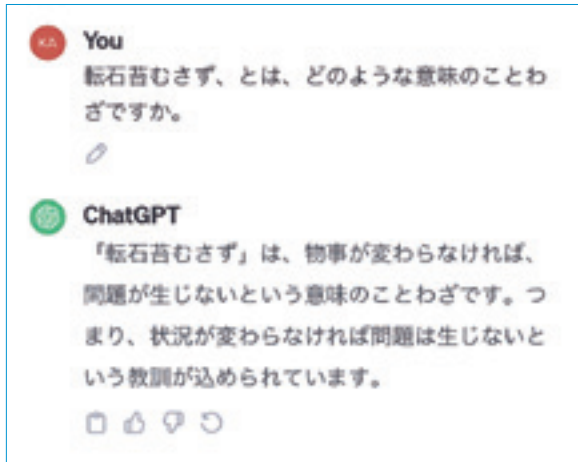 KA
You
転石苔むさず、とは、どのような意味のことわ
ざですか。
ChatGPT
「転石苔むさず」は、物事が変わらなければ、
問題が生じないという意味のことわざです。つ
まり、状況が変わらなければ問題は生じないと
いう教訓が込められています。